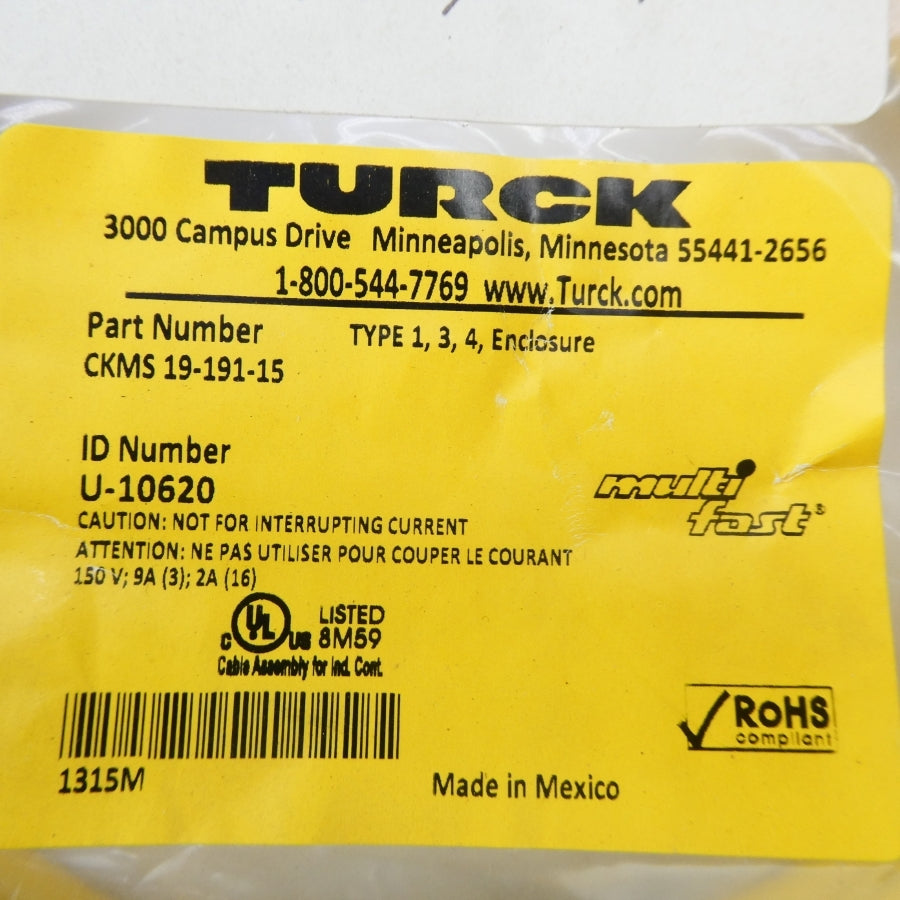 TURCK
3000 Campus Drive Minneapolis, Minnesota 55441-2656
1-800-544-7769 www.Turck.com
Part Number TYPE 1, 3, 4, Enclosure
CKMS 19-191-15
ID Number
U-10620
multi
fast®
CAUTION: NOT FOR INTERRUPTING CURRENT
ATTENTION: NE PAS UTILISER POUR COUPER LE COURANT
150 V; 9A (3); 2A (16)
C UL US LISTED
8M59
Cable Assembly for Ind. Cont.
RoHS
compliant
1315M
Made in Mexico